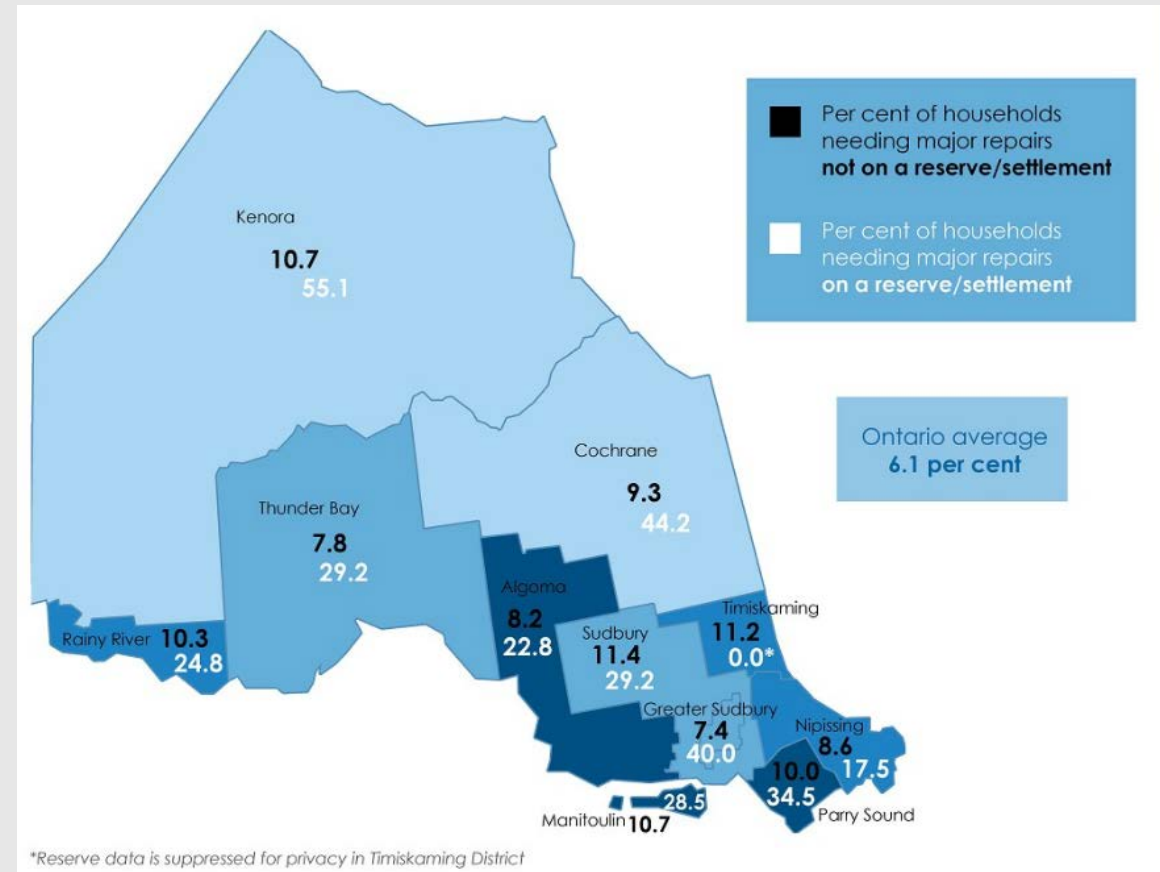 Per cent of households
needing major repairs
not on a reserve/settlement
Per cent of households
needing major repairs
on a reserve/settlement
Ontario average
6.1 per cent
Kenora
10.7
55.1
Cochrane
9.3
44.2
Thunder Bay
7.8
29.2
Algoma
8.2
22.8
Rainy River 10.3
24.8
Sudbury
11.4
29.2
Timiskaming
11.2
0.0*
Greater Sudbury
7.4
40.0
Nipissing
8.6
17.5
10.0
34.5
Parry Sound
28.5
Manitoulin 10.7
*Reserve data is suppressed for privacy in Timiskaming District